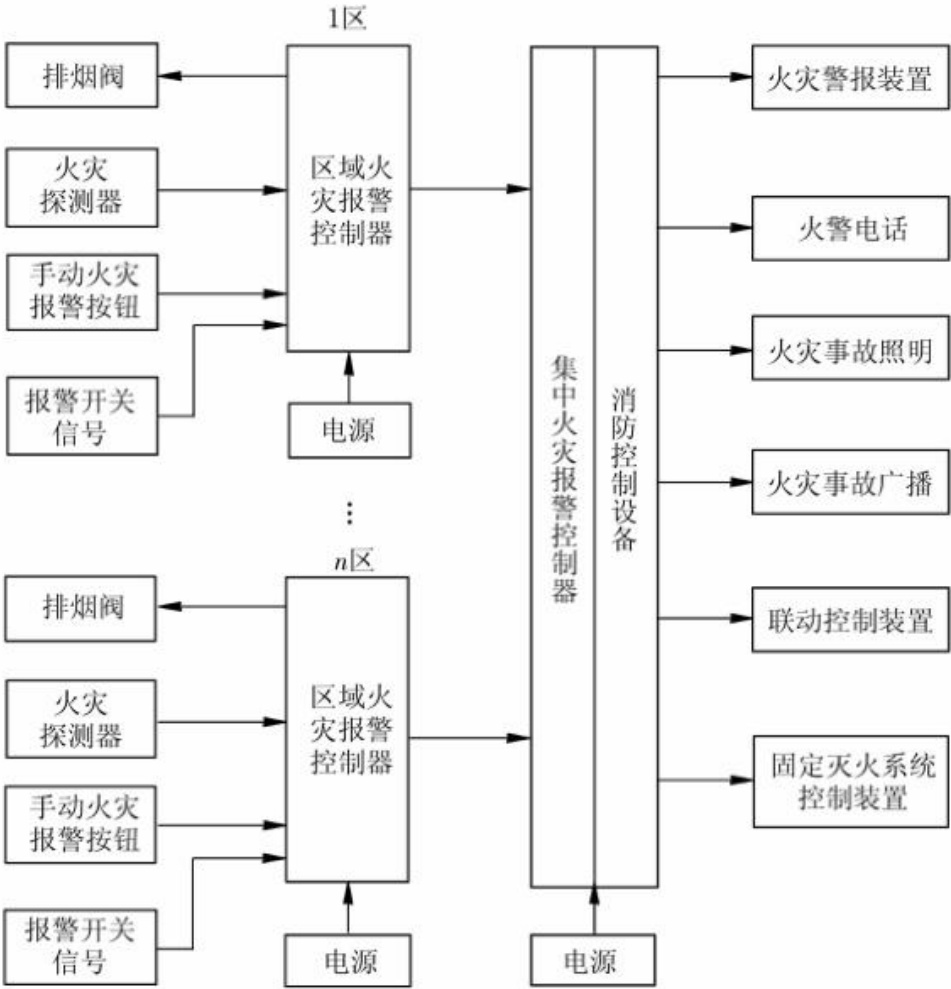 1区
排烟阀
火灾
探测器
手动火灾
报警按钮
报警开关
信号
区域火
灾报警
控制器
电源
⋮
n区
排烟阀
火灾
探测器
手动火灾
报警按钮
报警开关
信号
区域火
灾报警
控制器
电源
集中火灾报警控制器
消防控制设备
电源
火灾警报装置
火警电话
火灾事故照明
火灾事故广播
联动控制装置
固定灭火系统
控制装置